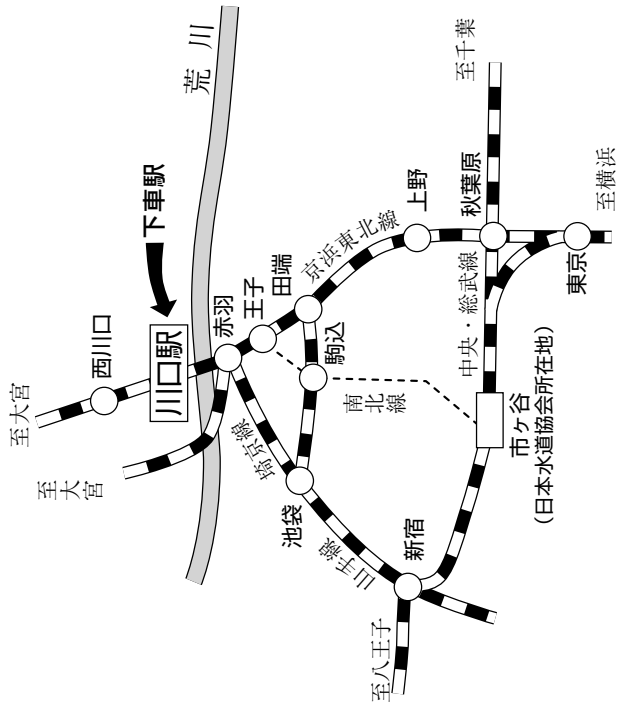 荒川
下車駅
西川口
川口駅
赤羽
王子
田端
京浜東北線
上野
秋葉原
至千葉
至横浜
東京
中央・総武線
駒込
南北線
至大宮
至大宮
埼京線
池袋
山手線
新宿
市ヶ谷
(日本水道協会所在地)
至八王子